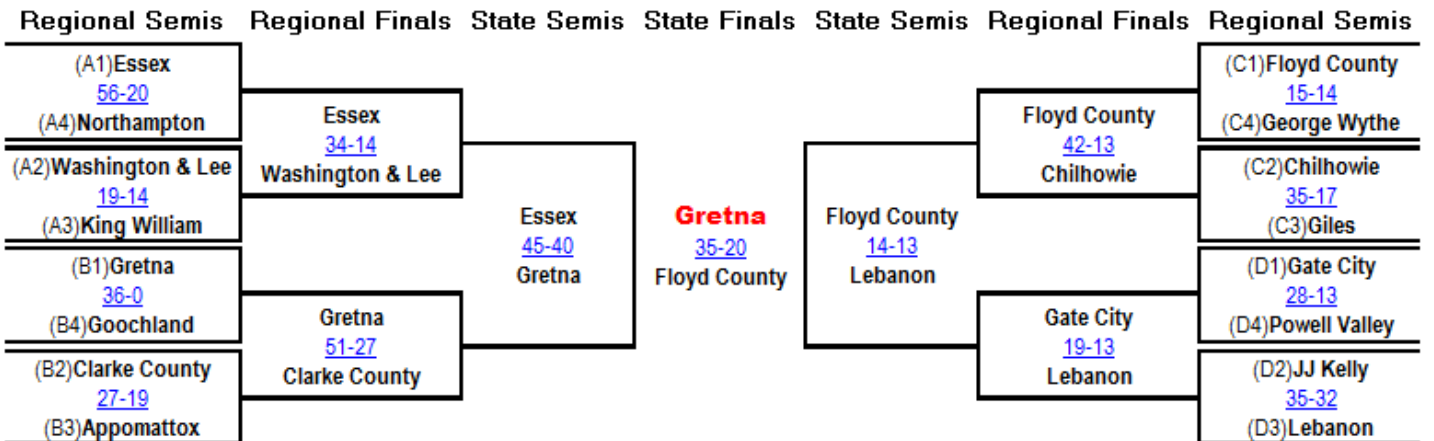 Regional Semis Regional Finals State Semis State Finals State Semis Regional Finals Regional Semis
(A1)Essex
56-20
(A4)Northampton
(A2)Washington & Lee
19-14
(A3)King William
(B1)Gretna
36-0
(B4)Goochland
(B2)Clarke County
27-19
(B3)Appomattox
Essex
34-14
Washington & Lee
Gretna
51-27
Clarke County
Essex
45-40
Gretna
Gretna
35-20
Floyd County
Floyd County
14-13
Lebanon
Floyd County
42-13
Chilhowie
Gate City
19-13
Lebanon
(C1)Floyd County
15-14
(C4)George Wythe
(C2)Chilhowie
35-17
(C3)Giles
(D1)Gate City
28-13
(D4)Powell Valley
(D2)JJ Kelly
35-32
(D3)Lebanon